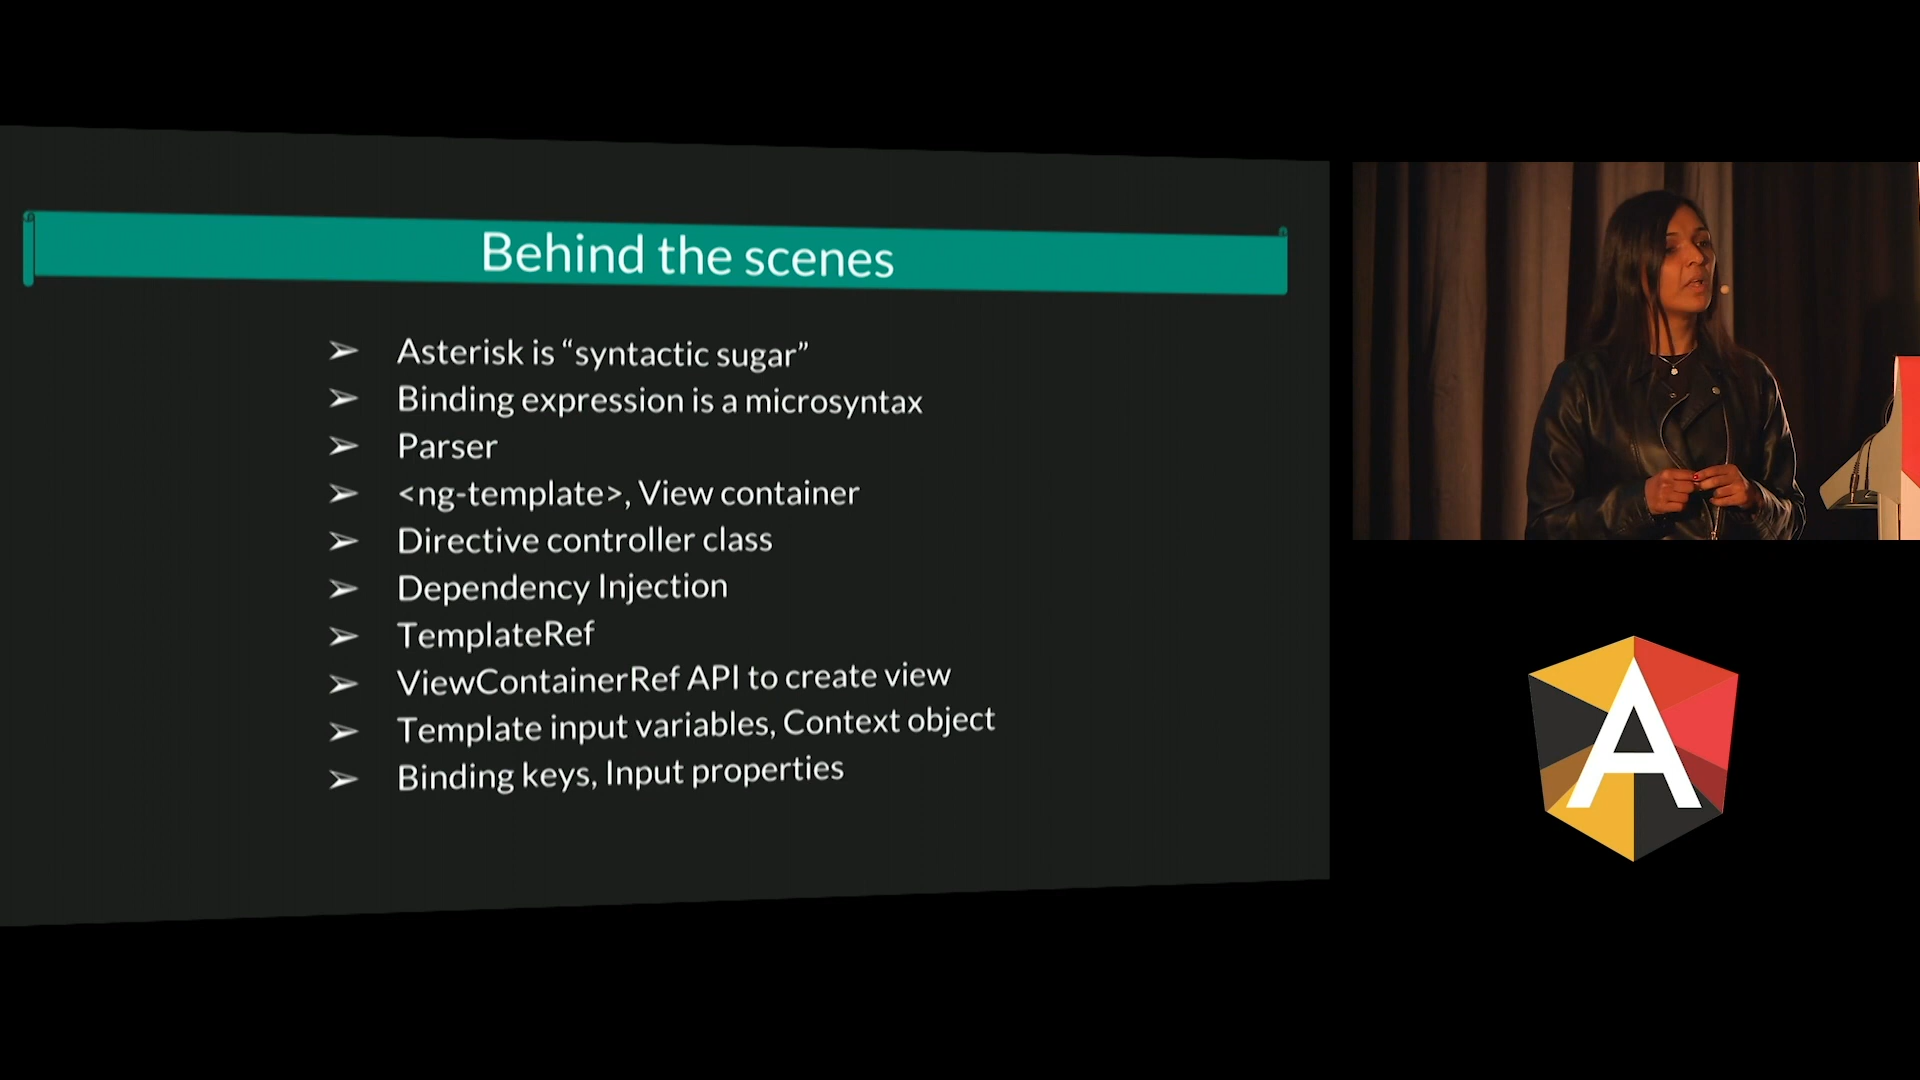 Behind the scenes
➢ Asterisk is “syntactic sugar”
➢ Binding expression is a microsyntax
➢ Parser
➢ <ng-template>, View container
➢ Directive controller class
➢ Dependency Injection
➢ TemplateRef
➢ ViewContainerRef API to create view
➢ Template input variables, Context object
➢ Binding keys, Input properties
A